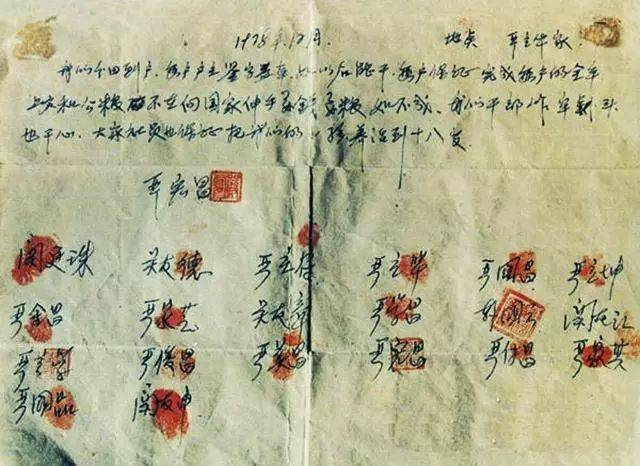 1978年12月. 地点 严立华家
我们分田到户,每户户主签字盖章,如以后能干,每户保证完成每户的全年
上交和公粮,不在向国家伸手要钱要粮,如不成,我们干部作牢刹头
也干心,大家社员也保证把我们的小孩养活到十八岁.
严宏昌
关廷珠 关友德 严立符 严立华 严国昌 严立坤
严金昌 严家芝 关友章 严学昌 韩国云 关友江
严立学 严俊昌 严美昌 严宏昌 严付昌 严家其
严国品 关友申